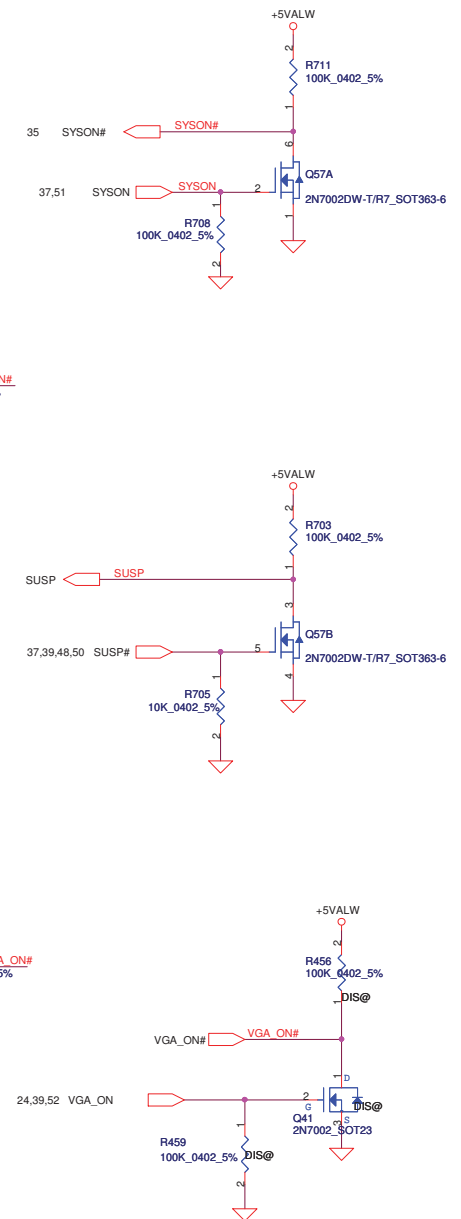 +5VALW
2
R711
100K_0402_5%
1
35 SYSON# SYSON#
6
Q57A
37,51 SYSON SYSON 2
2N7002DW-T/R7_SOT363-6
1 1
R708
100K_0402_5%
2
N#
+5VALW
2
R703
100K_0402_5%
1
SUSP SUSP
3
Q57B
37,39,48,50 SUSP# 5
2N7002DW-T/R7_SOT363-6
1 4
R705
10K_0402_5%
2
+5VALW
2
A_ON# R456
5% 100K_0402_5%
1 DIS@
VGA_ON# VGA_ON#
1 D
24,39,52 VGA_ON 2 G DIS@
Q41 S
2N7002_SOT23 3
1
R459
100K_0402_5% DIS@
2